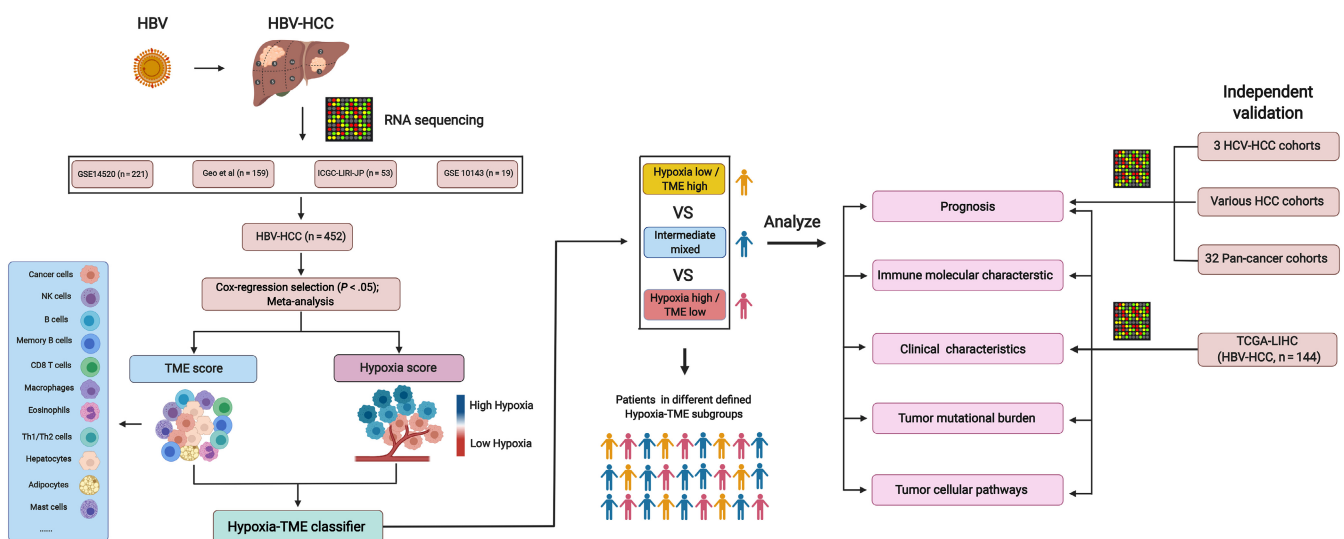 HBV
HBV-HCC
RNA sequencing
GSE14520 (n = 221)
Geo et al (n = 159)
ICGC-LIRI-JP (n = 53)
GSE 10143 (n = 19)
HBV-HCC (n = 452)
Cox-regression selection (P < .05);
Meta-analysis
TME score
Hypoxia score
High Hypoxia
Low Hypoxia
Cancer cells
NK cells
B cells
Memory B cells
CD8 T cells
Macrophages
Eosinophils
Th1/Th2 cells
Hepatocytes
Adipocytes
Mast cells
......
Hypoxia-TME classifier
Hypoxia low /
TME high
VS
Intermediate
mixed
VS
Hypoxia high /
TME low
Patients in different defined
Hypoxia-TME subgroups
Analyze
Prognosis
Immune molecular characterstic
Clinical characteristics
Tumor mutational burden
Tumor cellular pathways
Independent
validation
3 HCV-HCC cohorts
Various HCC cohorts
32 Pan-cancer cohorts
TCGA-LIHC
(HBV-HCC, n = 144)